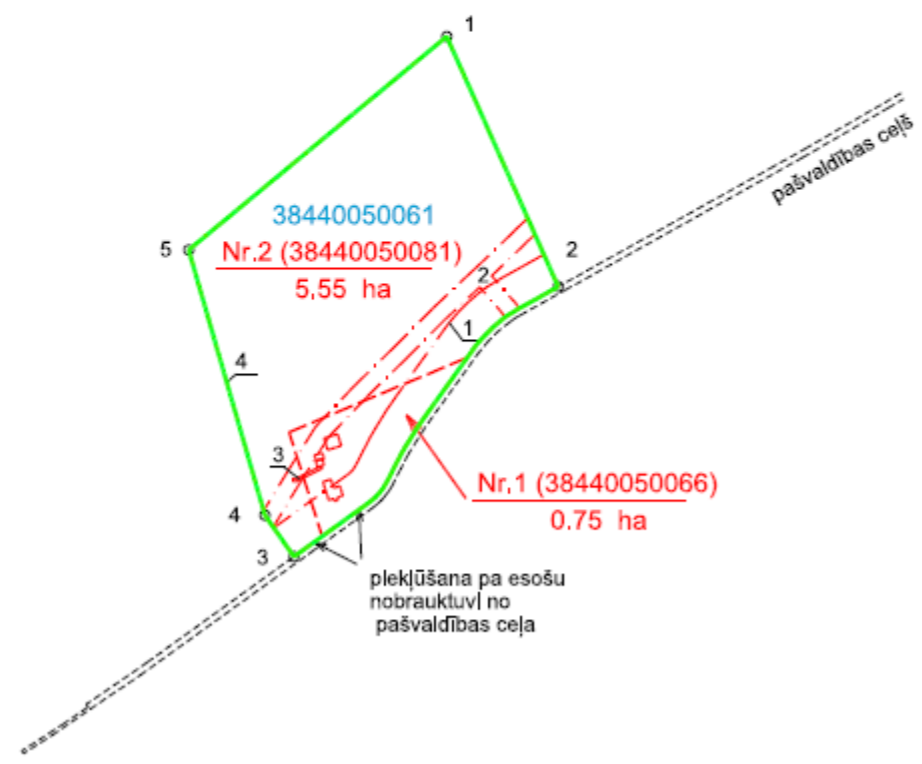 1
pašvaldības ceļš
38440050061
5
Nr.2 (38440050081)
2
5,55 ha
2
1
4
3
Nr.1 (38440050066)
4
0.75 ha
3
piekļūšana pa esošu
nobrauktuvi no
pašvaldības ceļa